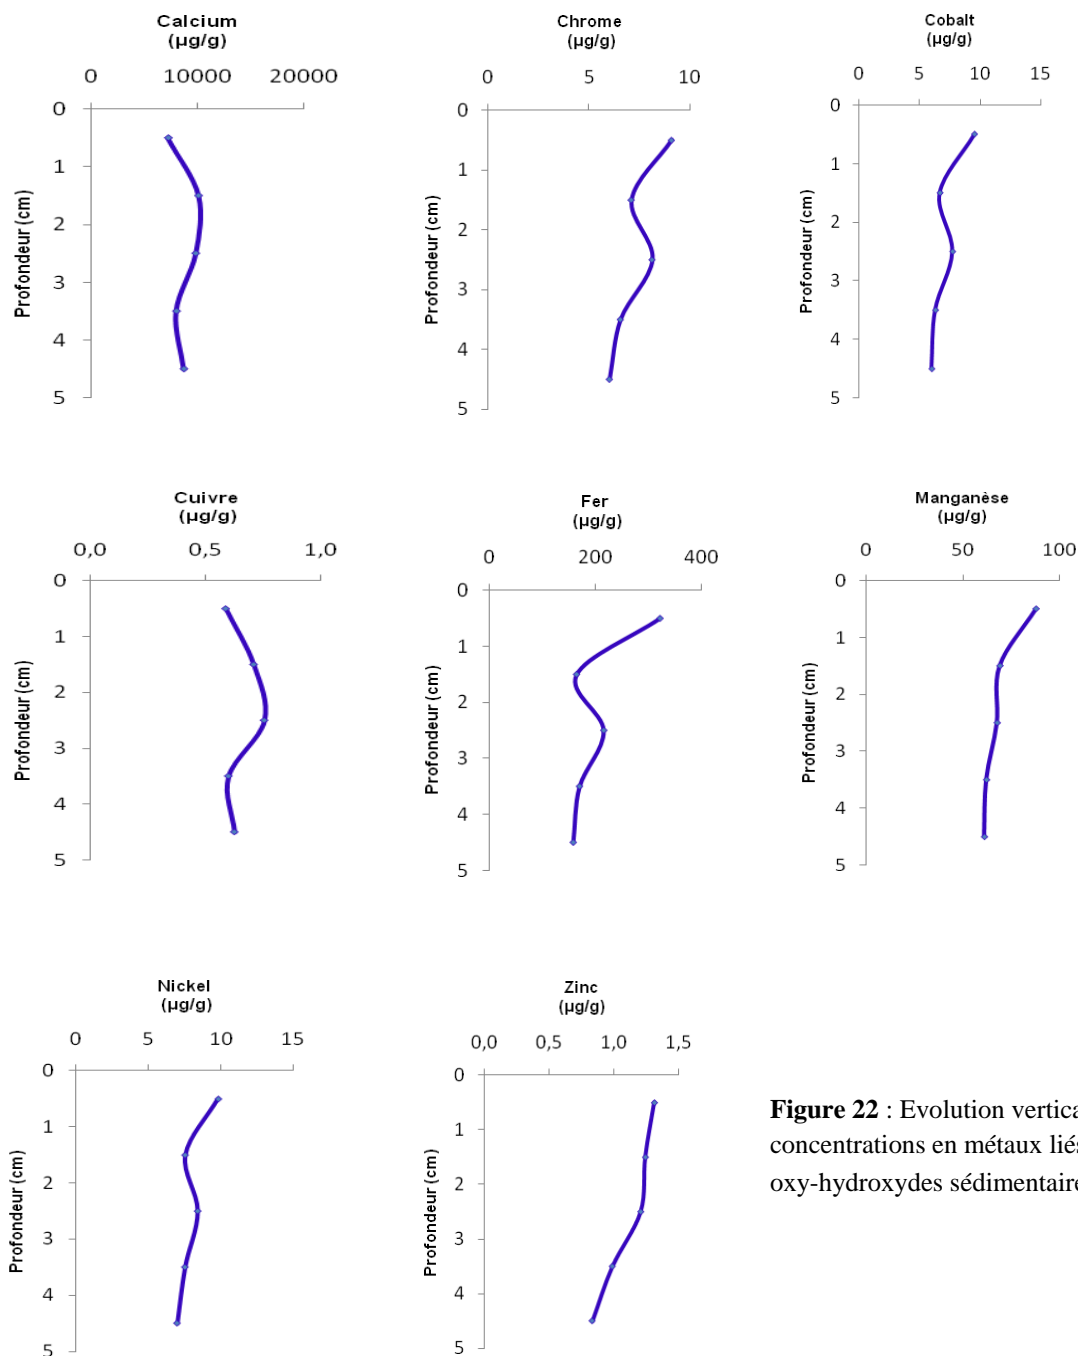 Calcium
(µg/g)
0 10000 20000
Profondeur (cm)
0
1
2
3
4
5
Chrome
(µg/g)
0 5 10
Profondeur (cm)
0
1
2
3
4
5
Cobalt
(µg/g)
0 5 10 15
Profondeur (cm)
0
1
2
3
4
5
Cuivre
(µg/g)
0,0 0,5 1,0
Profondeur (cm)
0
1
2
3
4
5
Fer
(µg/g)
0 200 400
Profondeur (cm)
0
1
2
3
4
5
Manganèse
(µg/g)
0 50 100
Profondeur (cm)
0
1
2
3
4
5
Nickel
(µg/g)
0 5 10 15
Profondeur (cm)
0
1
2
3
4
5
Zinc
(µg/g)
0,0 0,5 1,0 1,5
Profondeur (cm)
0
1
2
3
4
5
Figure 22 : Evolution vertica
concentrations en métaux liés
oxy-hydroxydes sédimentaire